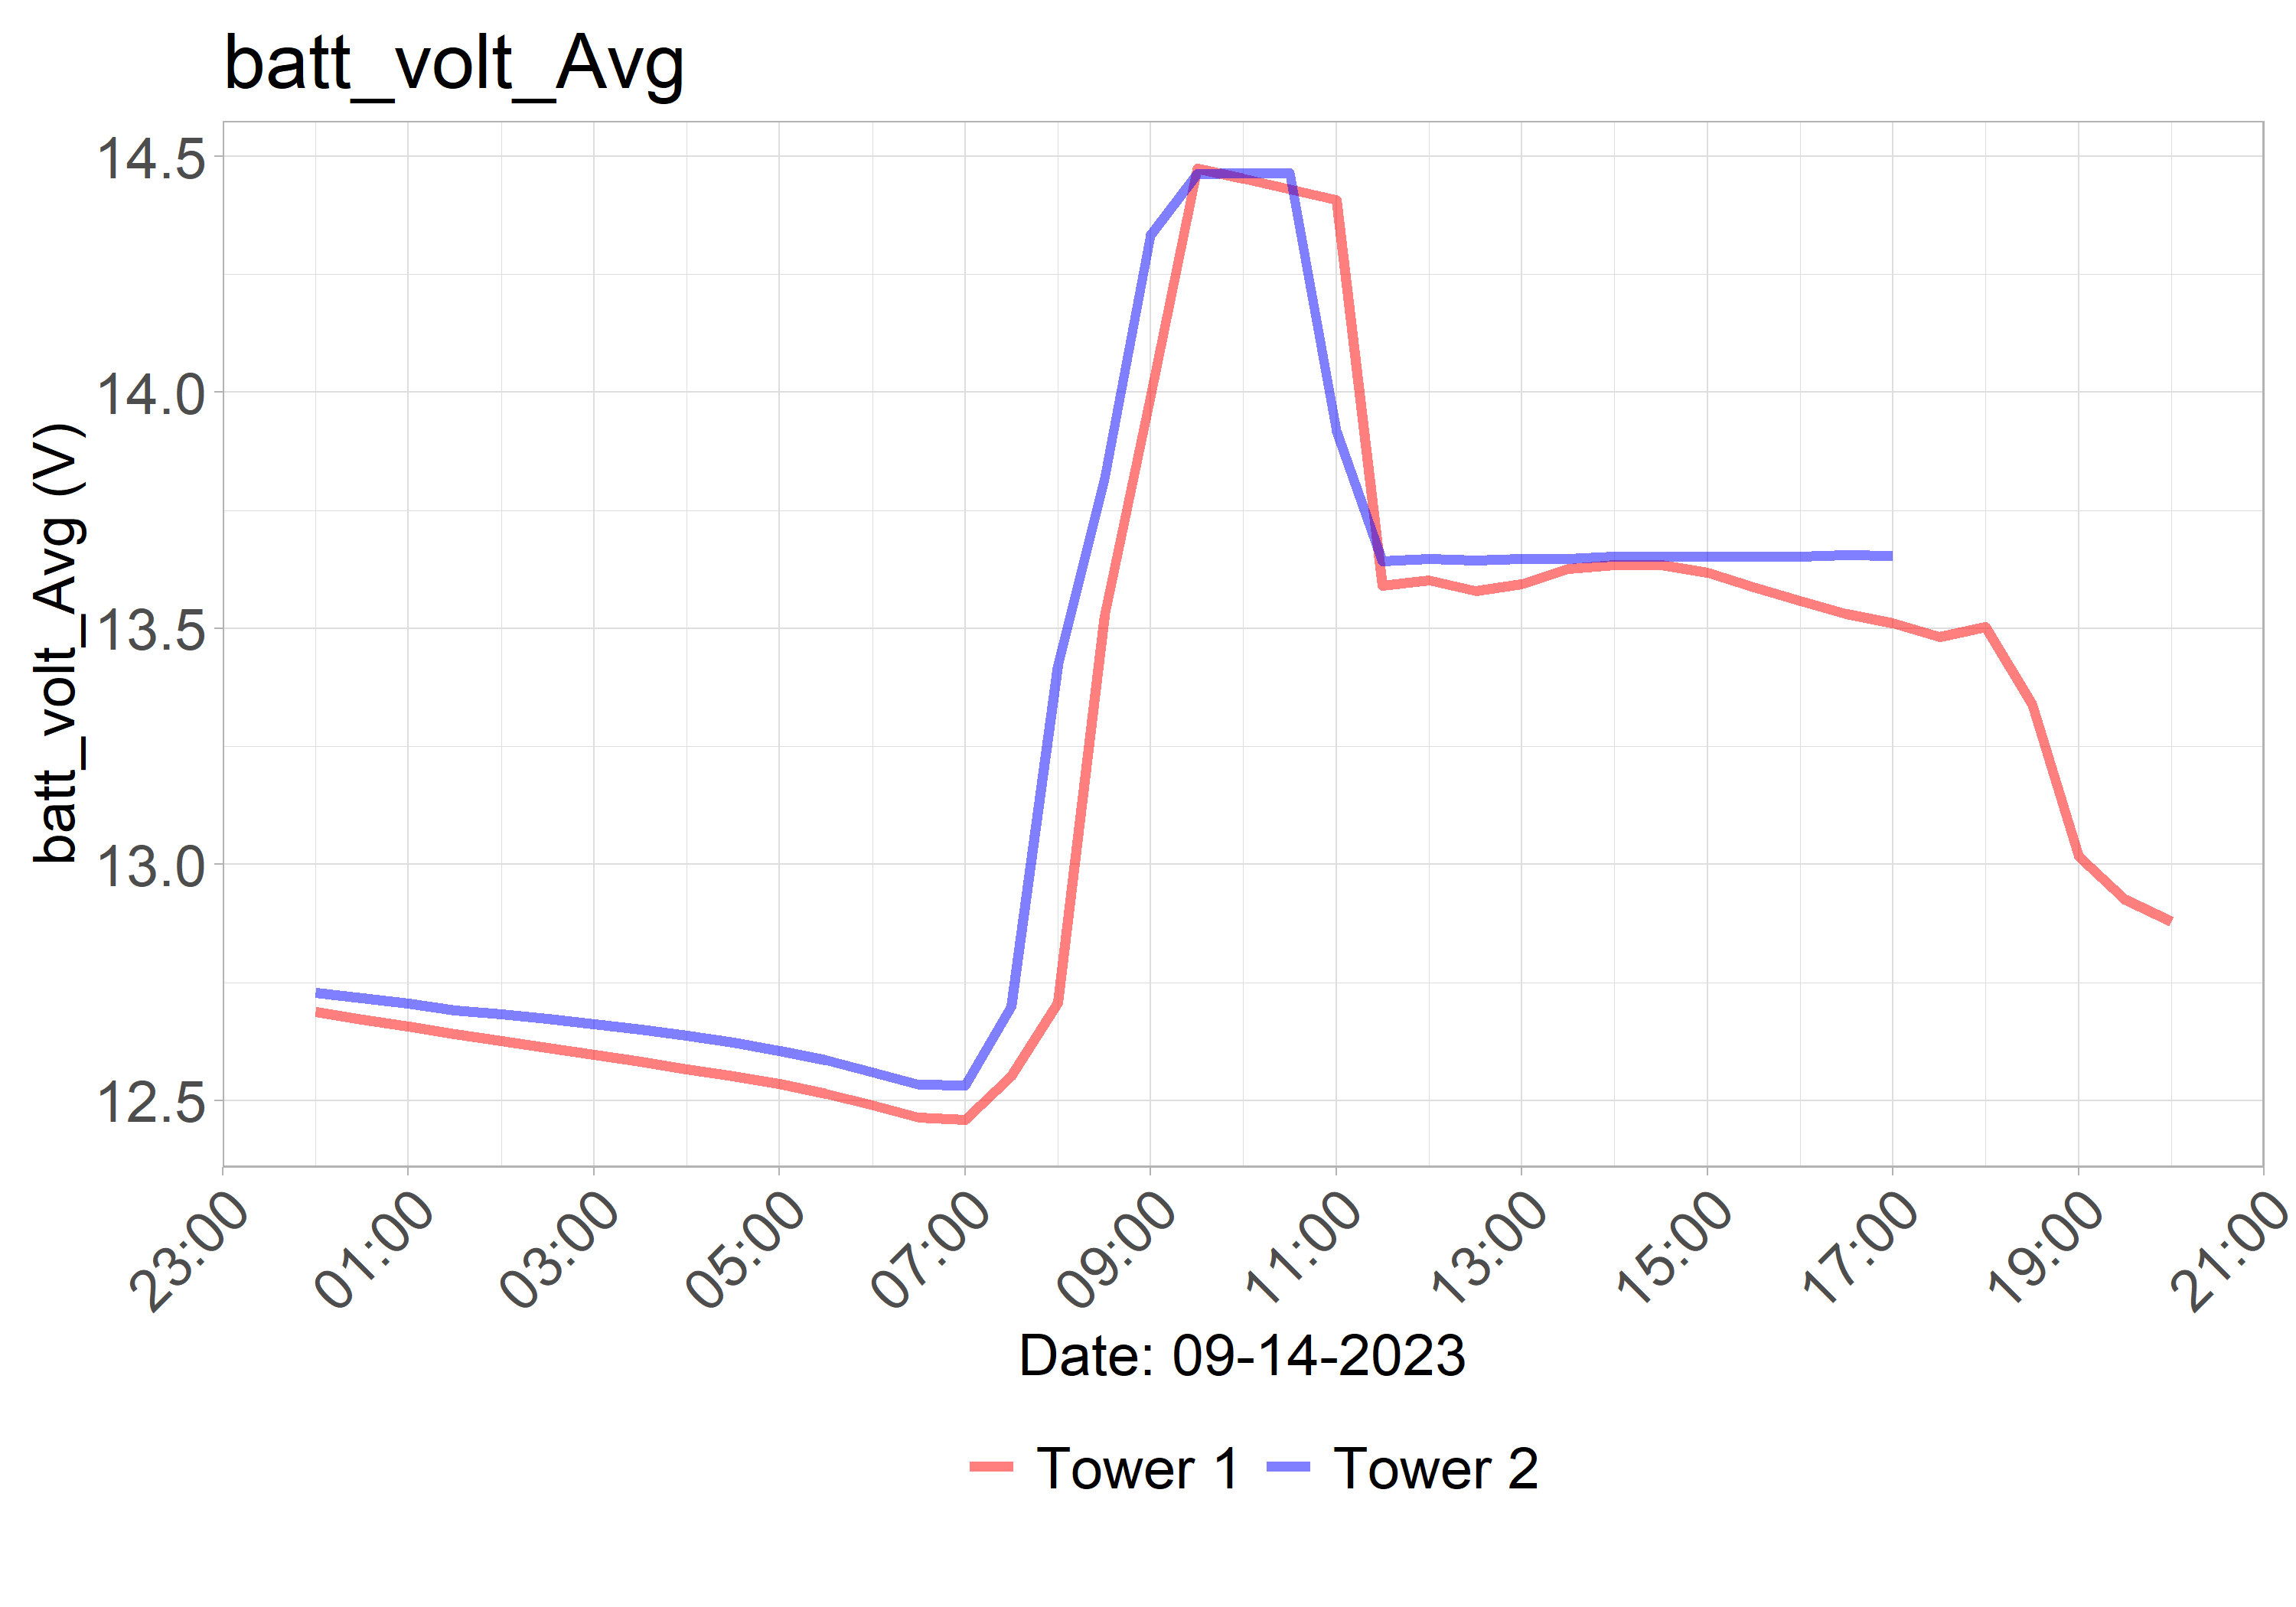 batt_volt_Avg
batt_volt_Avg (V)
14.5
14.0
13.5
13.0
12.5
23:00 01:00 03:00 05:00 07:00 09:00 11:00 13:00 15:00 17:00 19:00 21:00
Date: 09-14-2023
Tower 1 Tower 2